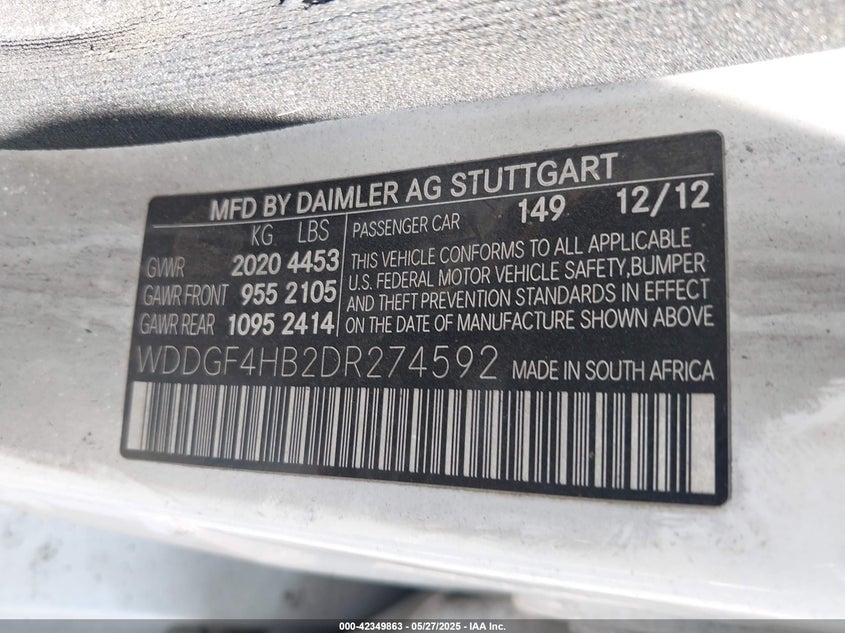 MFD BY DAIMLER AG STUTTGART
KG LBS
GVWR 2020 4453
GAWR FRONT 955 2105
GAWR REAR 1095 2414
PASSENGER CAR 149 12/12
THIS VEHICLE CONFORMS TO ALL APPLICABLE
U.S. FEDERAL MOTOR VEHICLE SAFETY,BUMPER
AND THEFT PREVENTION STANDARDS IN EFFECT
ON THE DATE OF MANUFACTURE SHOWN ABOVE.
WDDGF4HB2DR274592 MADE IN SOUTH AFRICA
000-42349863 - 05/27/2025 - IAA Inc.